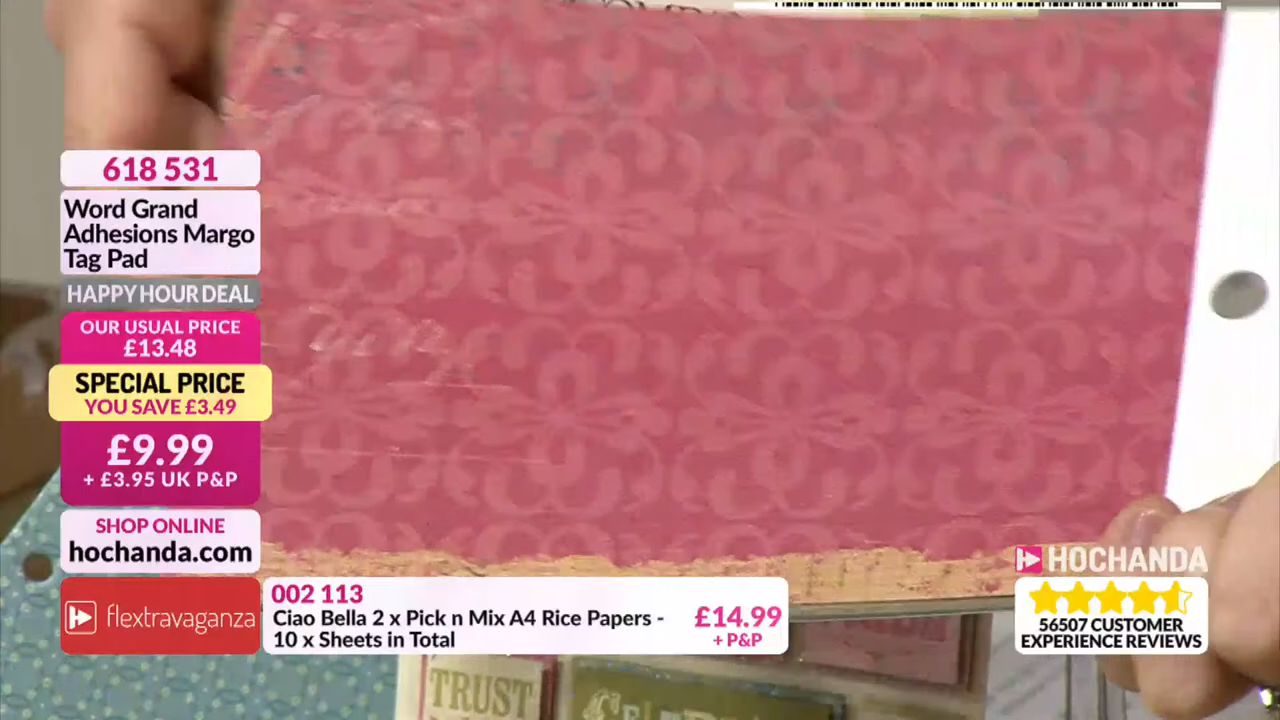 618 531
Word Grand
Adhesions Margo
Tag Pad
HAPPY HOUR DEAL
OUR USUAL PRICE
£13.48
SPECIAL PRICE
YOU SAVE £3.49
£9.99
+ £3.95 UK P&P
SHOP ONLINE
hochanda.com
flextravaganza
002 113
Ciao Bella 2 x Pick n Mix A4 Rice Papers -
10 x Sheets in Total
£14.99
+ P&P
HOCHANDA
56507 CUSTOMER
EXPERIENCE REVIEWS
TRUST